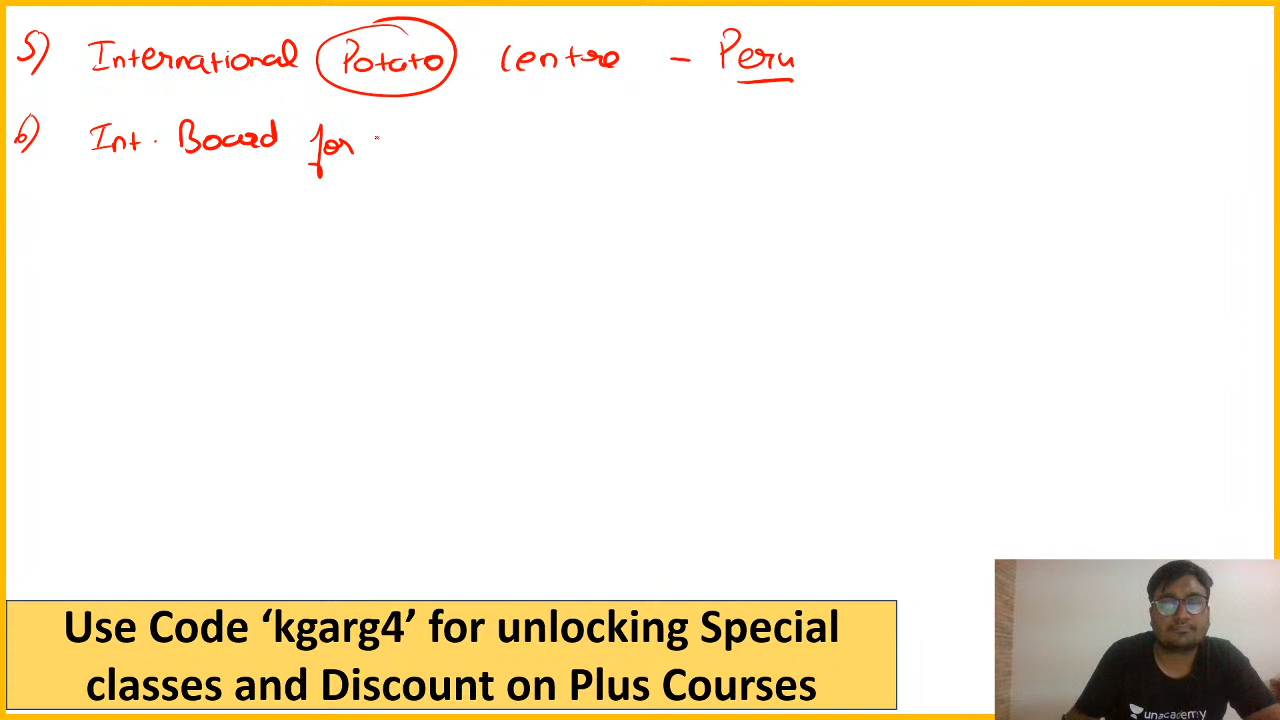 5) International Potato Centre - Peru
6) Int. Board for
Use Code ‘kgarg4’ for unlocking Special
classes and Discount on Plus Courses
unacademy